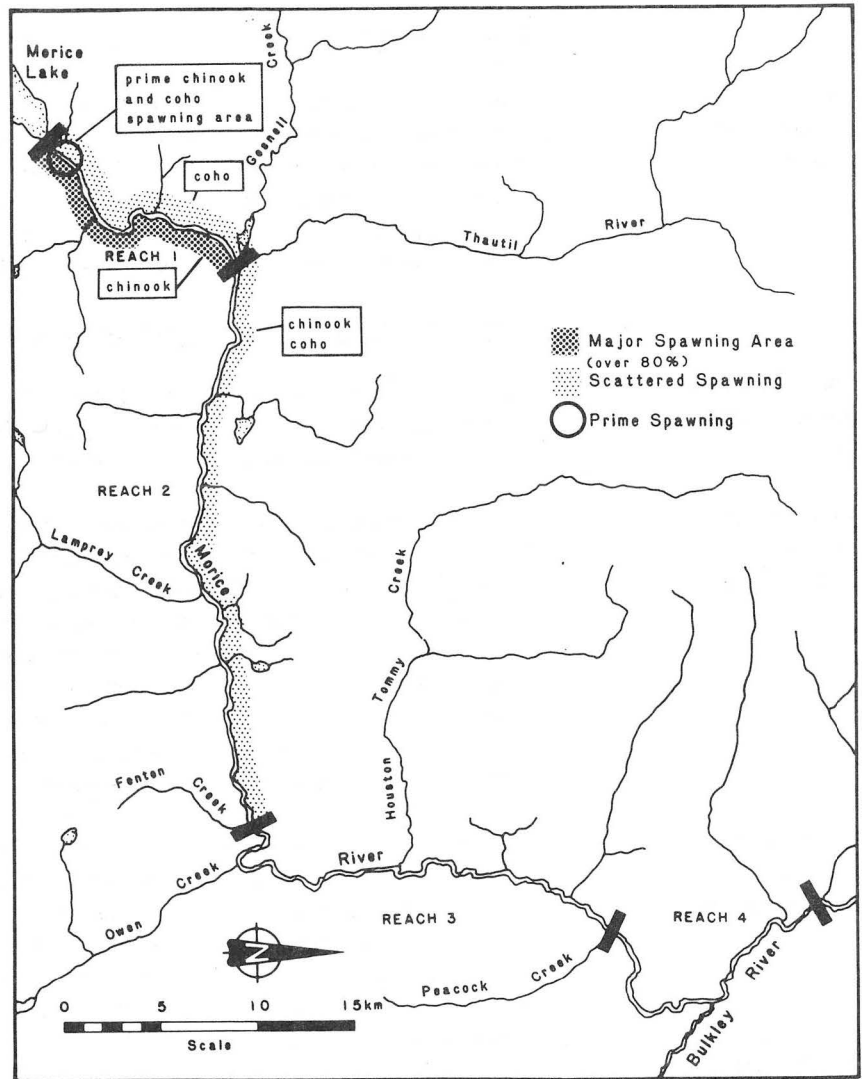 Morice
Lake
prime chinook
and coho
spawning area
Creek
Gosnell
coho
REACH 1
chinook
Thautil
River
chinook
coho
Major Spawning Area
(over 80%)
Scattered Spawning
Prime Spawning
REACH 2
Lamprey
Creek
Morice
Creek
Tommy
Houston
Fenton
Creek
River
Owen
Creek
REACH 3
REACH 4
N
Peacock
Creek
River
Bulkley
0 5 10 15km
Scale